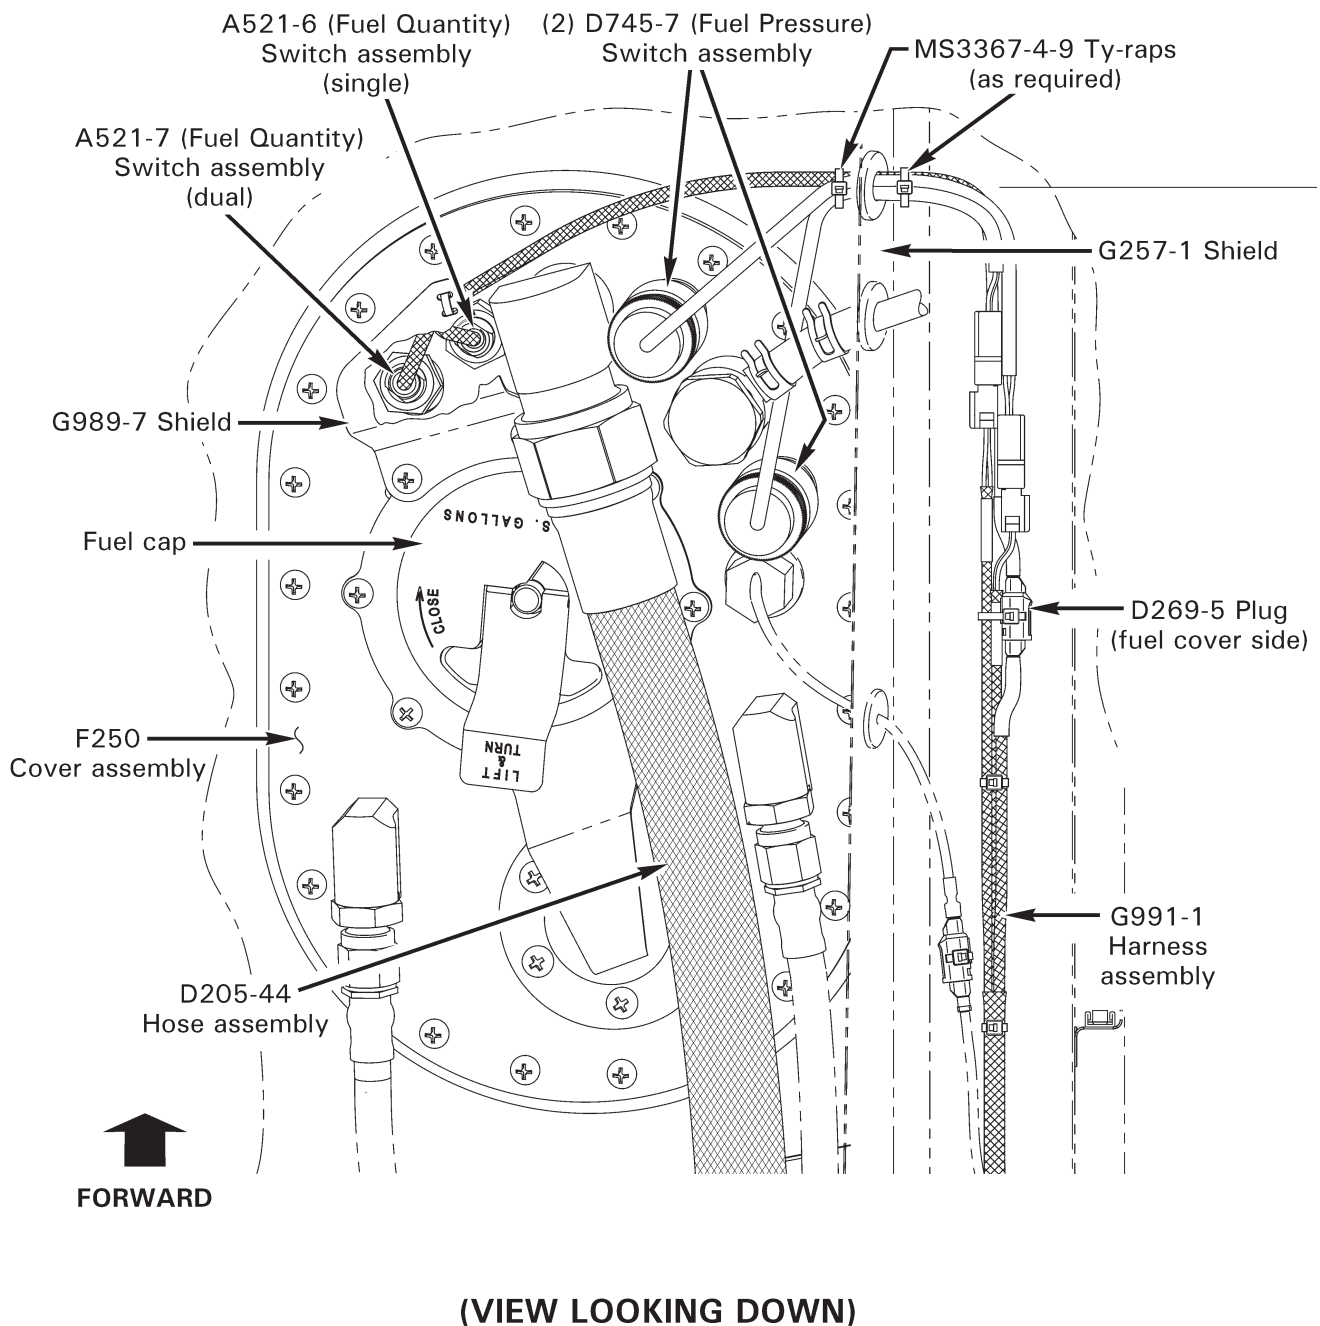 A521-6 (Fuel Quantity)
Switch assembly
(single)
(2) D745-7 (Fuel Pressure)
Switch assembly
MS3367-4-9 Ty-raps
(as required)
A521-7 (Fuel Quantity)
Switch assembly
(dual)
G257-1 Shield
G989-7 Shield
S. GALLONS
Fuel cap
CLOSE
D269-5 Plug
(fuel cover side)
LIFT
&
TURN
F250
Cover assembly
G991-1
Harness
assembly
D205-44
Hose assembly
FORWARD
(VIEW LOOKING DOWN)